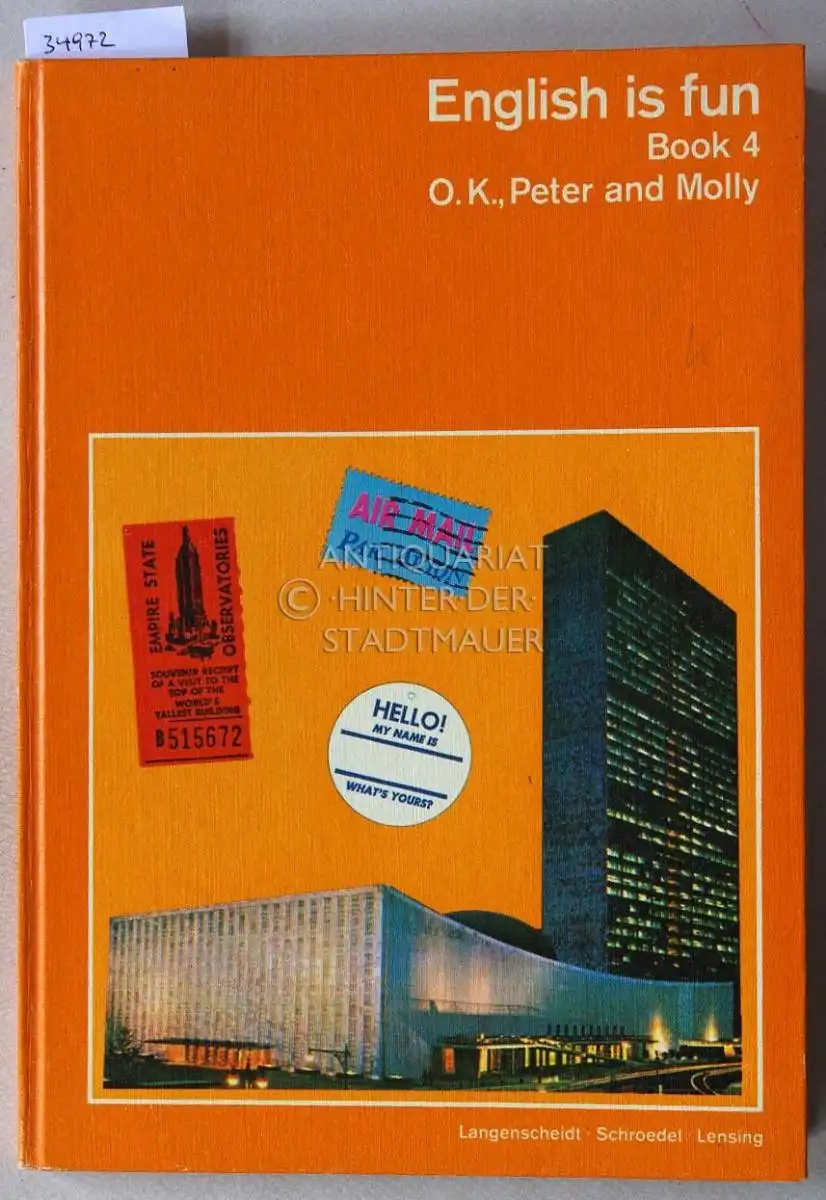 34972
English is fun
Book 4
O.K., Peter and Molly
AIR MAIL
EMPIRE STATE
OBSERVATORIES
SOUVENIR RECEIPT
OF A VISIT TO THE
TOP OF THE
WORLD'S
TALLEST BUILDING
B515672
ANTIQUARIAT
© ·HINTER·DER·
STADTMAUER
HELLO!
MY NAME IS
WHAT'S YOURS?
Langenscheidt · Schroedel · Lensing